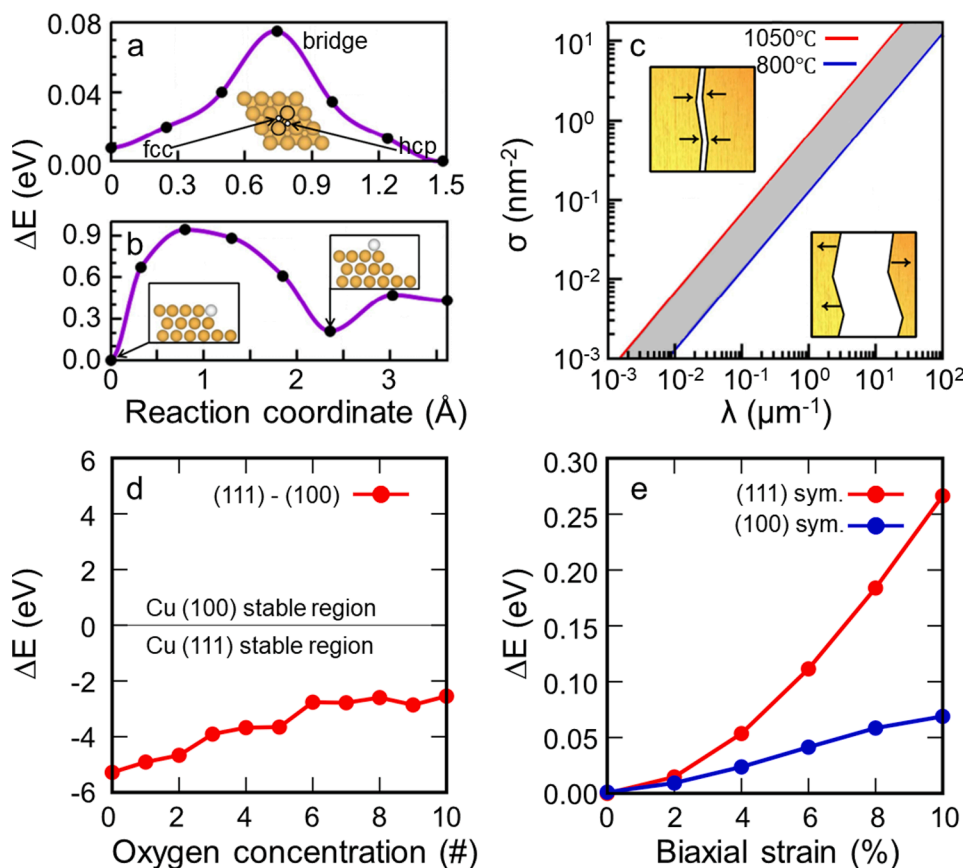 a
bridge
fcc
hcp
0.08
0.04
0.00
0
0.3
0.6
0.9
1.2
1.5
ΔE (eV)
b
0.9
0.6
0.3
0.0
0
1
2
3
Reaction coordinate (Å)
c
1050℃
800℃
10¹
10⁰
10⁻¹
10⁻²
10⁻³
σ (nm⁻²)
10⁻³
10⁻²
10⁻¹
10⁰
10¹
10²
λ (μm⁻¹)
d
(111) - (100)
6
4
2
0
-2
-4
-6
ΔE (eV)
Cu (100) stable region
Cu (111) stable region
0
2
4
6
8
10
Oxygen concentration (#)
e
(111) sym.
(100) sym.
0.30
0.25
0.20
0.15
0.10
0.05
0.00
ΔE (eV)
0
2
4
6
8
10
Biaxial strain (%)